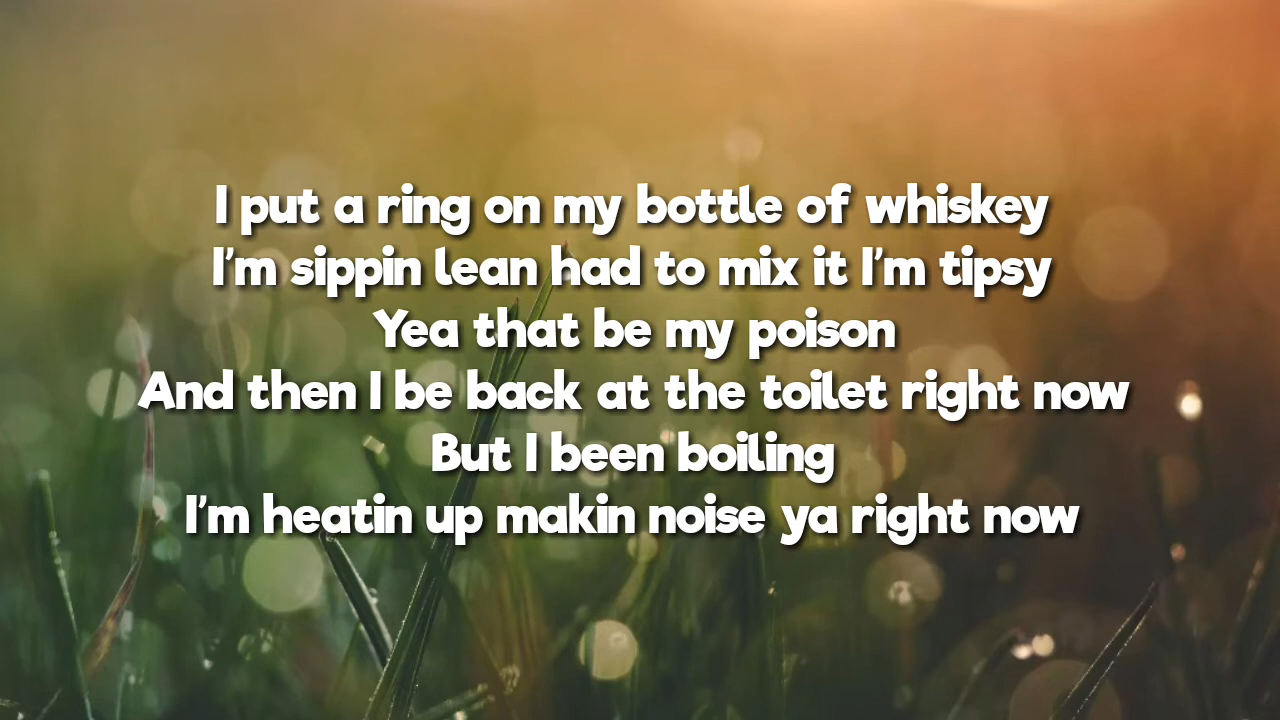 I put a ring on my bottle of whiskey
I'm sippin lean had to mix it I'm tipsy
Yea that be my poison
And then I be back at the toilet right now
But I been boiling
I'm heatin up makin noise ya right now